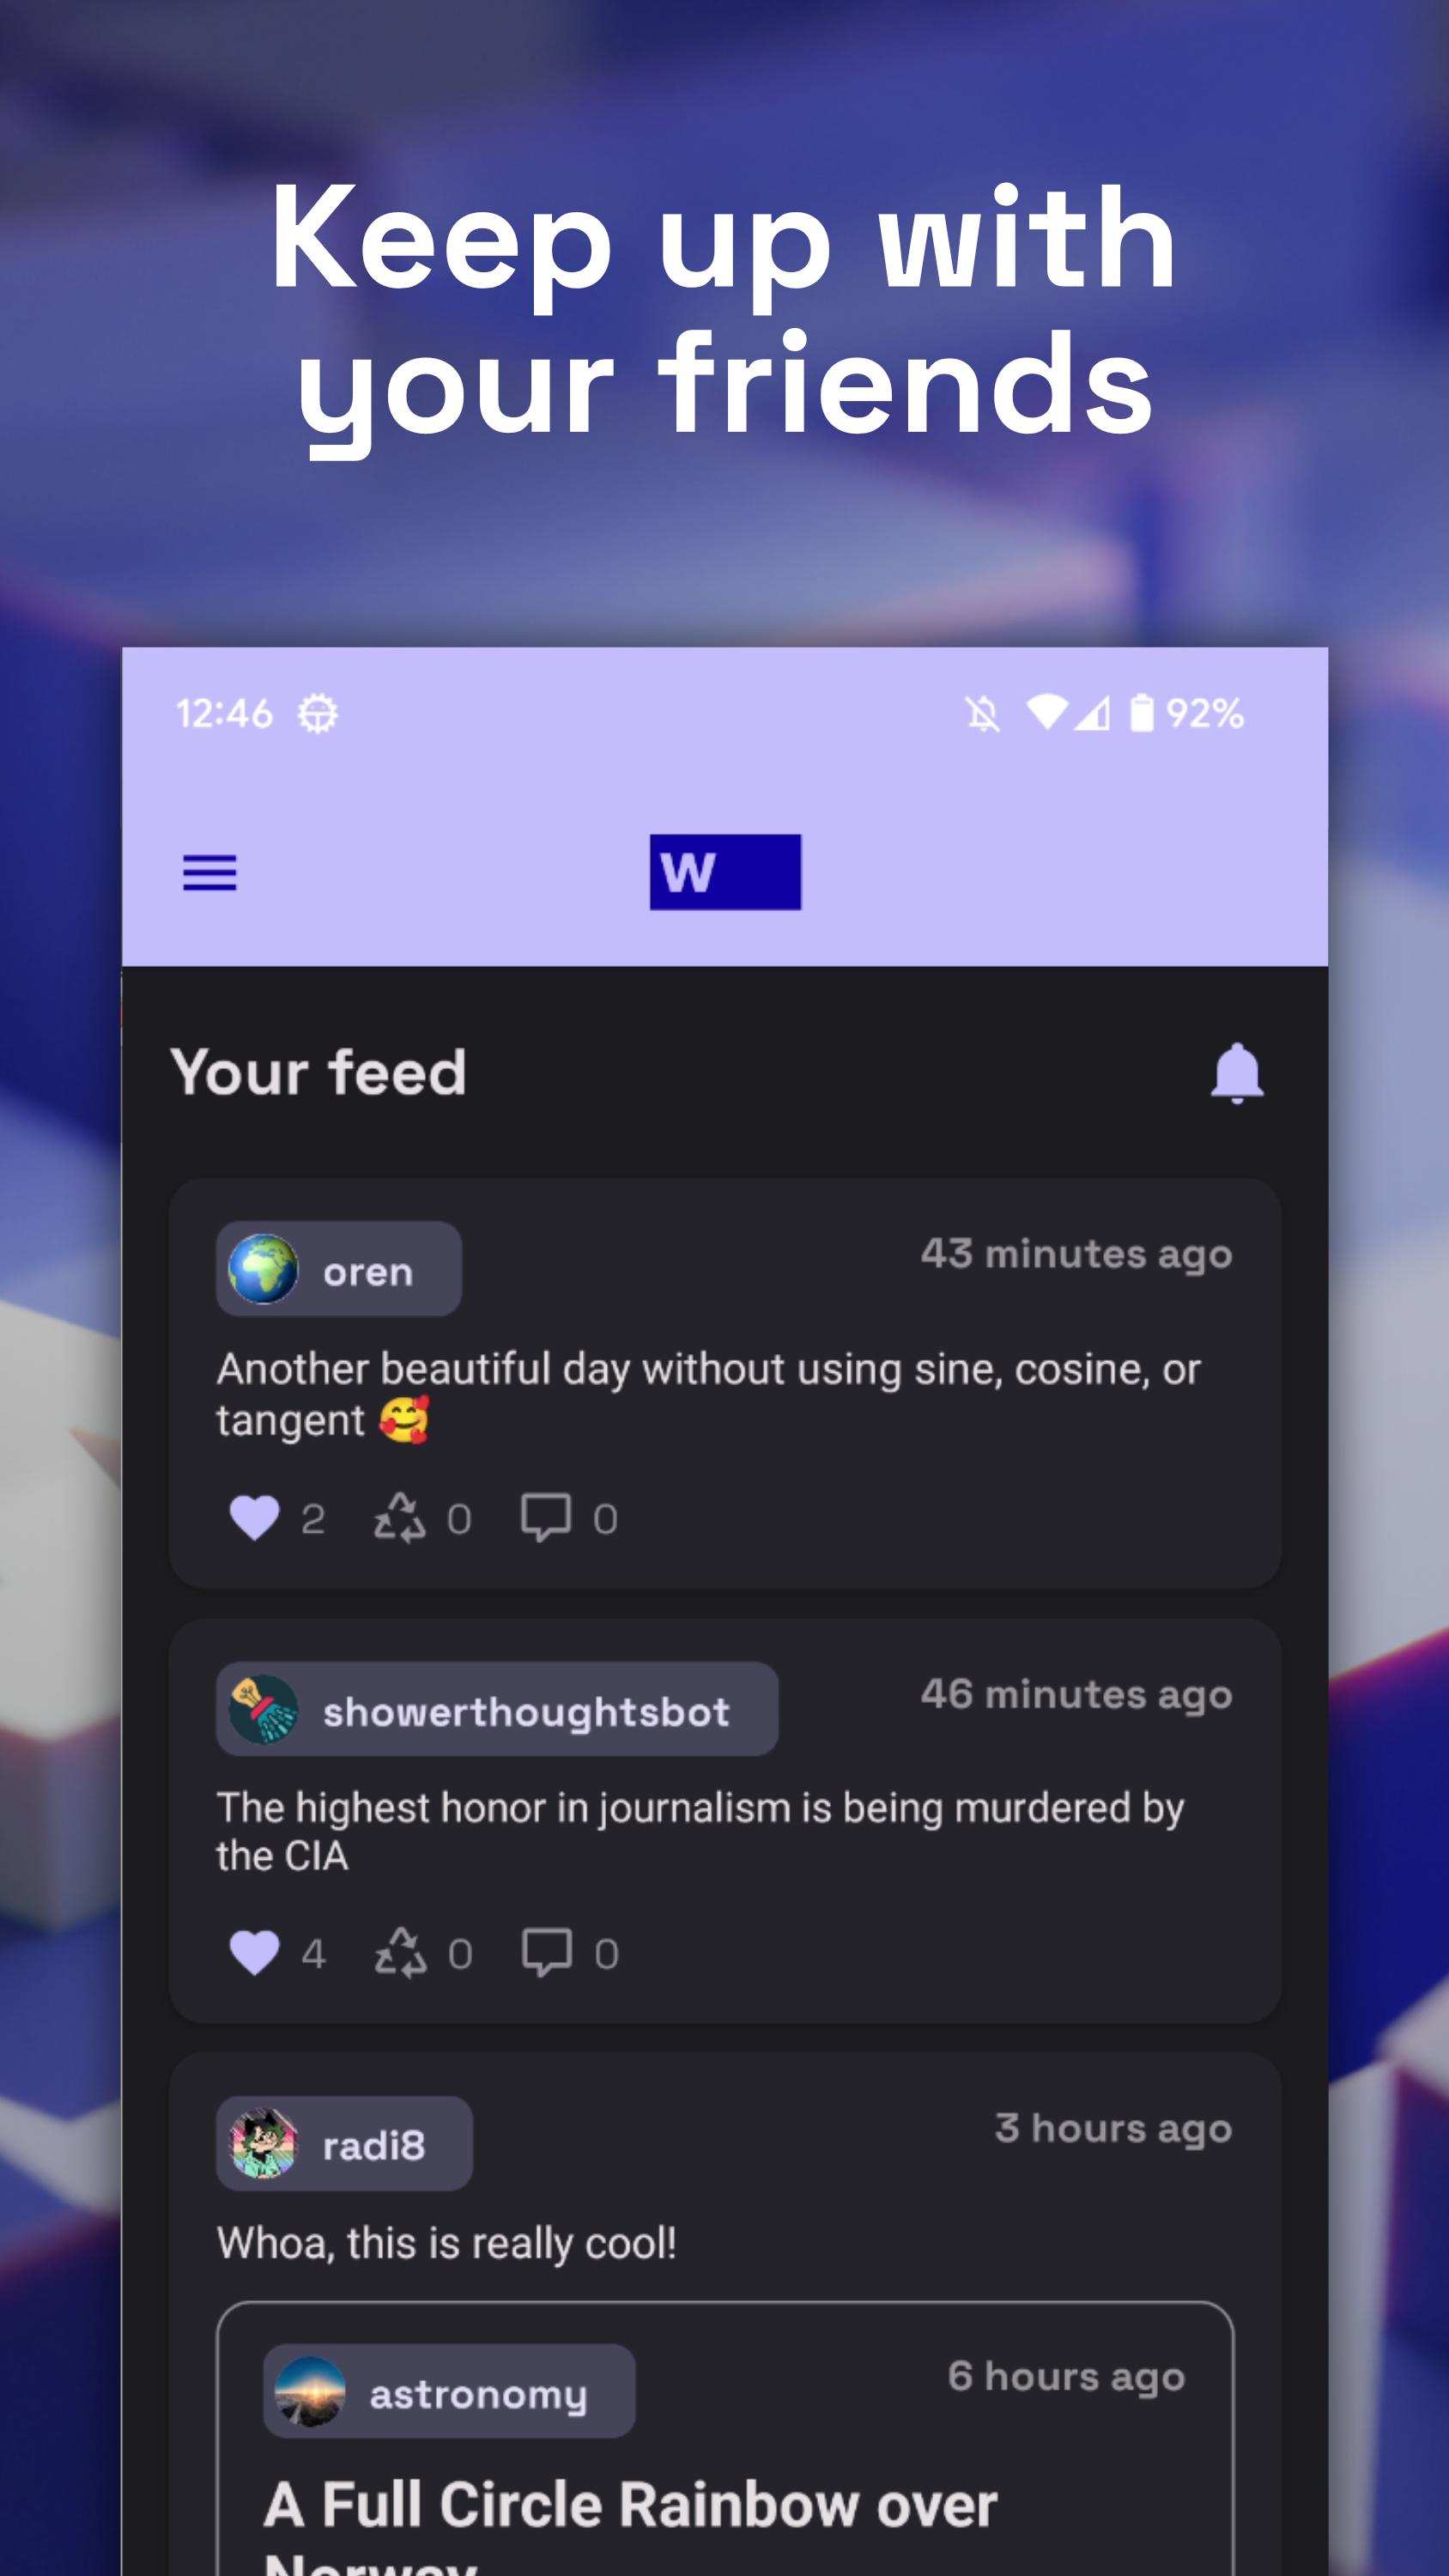 Keep up with
your friends
12:46
92%
W
Your feed
oren
43 minutes ago
Another beautiful day without using sine, cosine, or
tangent 🥰
2 0 0
showerthoughtsbot
46 minutes ago
The highest honor in journalism is being murdered by
the CIA
4 0 0
radi8
3 hours ago
Whoa, this is really cool!
astronomy
6 hours ago
A Full Circle Rainbow over
Norway